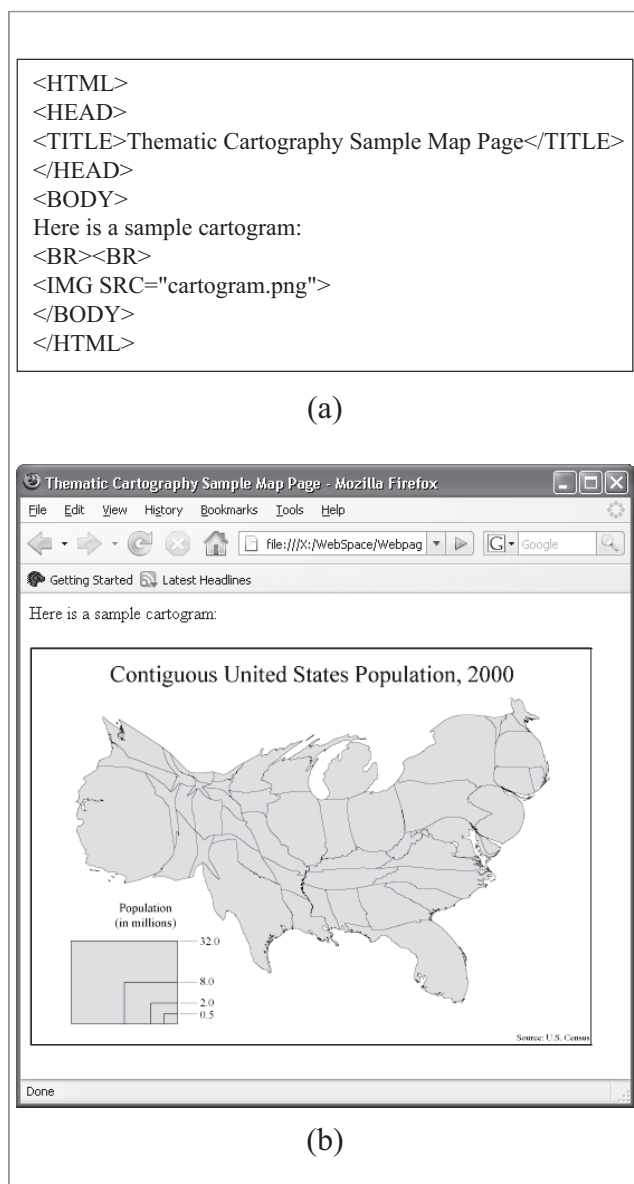 <HTML>
<HEAD>
<TITLE>Thematic Cartography Sample Map Page</TITLE>
</HEAD>
<BODY>
Here is a sample cartogram:
<BR><BR>
<IMG SRC="cartogram.png">
</BODY>
</HTML>
(a)
Thematic Cartography Sample Map Page - Mozilla Firefox
File Edit View History Bookmarks Tools Help
file:///X:/WebSpace/Webpag G Google
Getting Started Latest Headlines
Here is a sample cartogram:
Contiguous United States Population, 2000
Population
(in millions)
32.0
8.0
2.0
0.5
Source: U.S. Census
Done
(b)